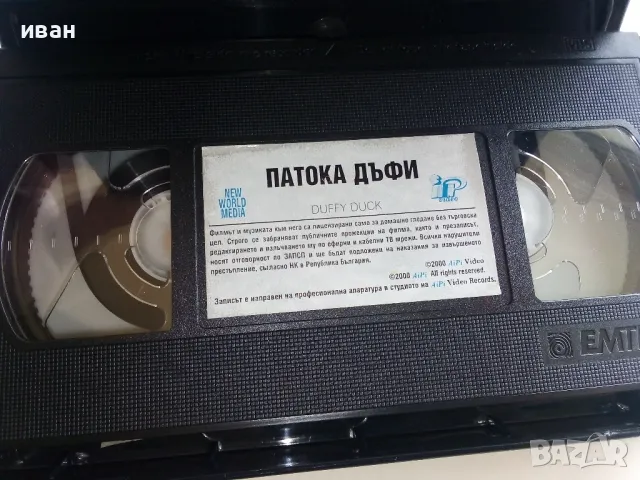 иван
ПАТОКА ДЪФИ
DUFFY DUCK
NEW
WORLD
MEDIA
iP
видео
Филмът и музиката към него са лицензирани само за домашно гледане без търговска
цел. Строго се забраняват публичните прожекции на филма, както и презаписът,
редактирането и излъчването му по ефирни и кабелни ТВ мрежи. Всички нарушители
носят отговорност по ЗАПСП и ще бъдат подложени на наказания за извършеното
престъпление, съгласно НК в Република България.
©2000 AiPi Video
©2000 AiPi All rights reserved.
Записът е направен на професионална апаратура в студиото на AiPi Video Records.
EMT
BAZAR